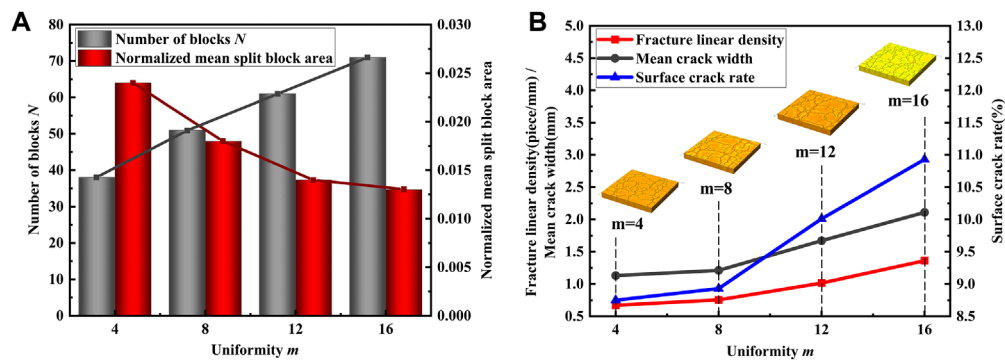 A
Number of blocks N
Normalized mean split block area
80
70
60
50
40
30
20
10
0
Number of blocks N
0.030
0.025
0.020
0.015
0.010
0.005
0.000
Normalized mean split block area
4
8
12
16
Uniformity m
B
Fracture linear density
Mean crack width
Surface crack rate
5.0
4.5
4.0
3.5
3.0
2.5
2.0
1.5
1.0
0.5
Fracture linear density(piece/mm) /
Mean crack width(mm)
13.0
12.5
12.0
11.5
11.0
10.5
10.0
9.5
9.0
8.5
Surface crack rate(%)
m=4
m=8
m=12
m=16
4
8
12
16
Uniformity m